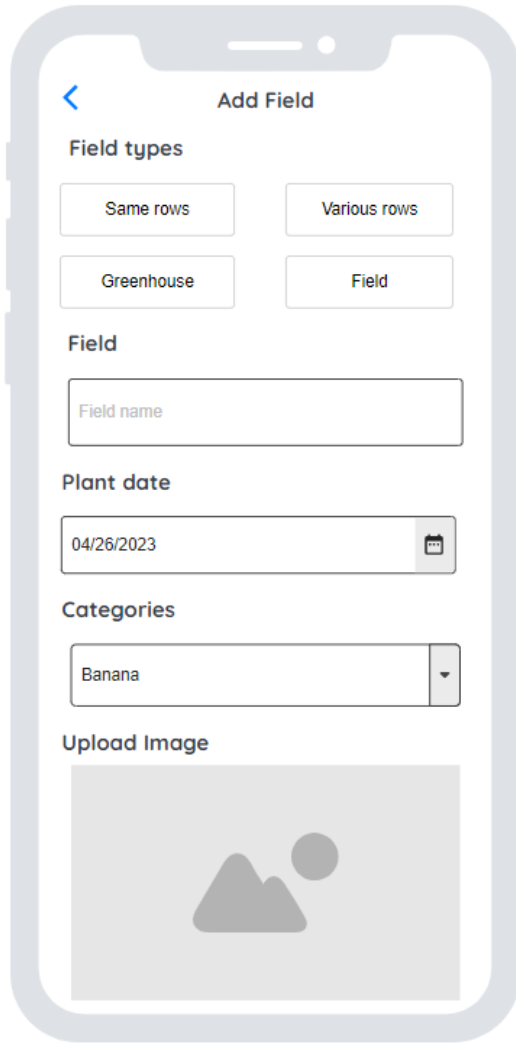 Add Field
Field types
Same rows
Various rows
Greenhouse
Field
Field
Field name
Plant date
04/26/2023
Categories
Banana
Upload Image